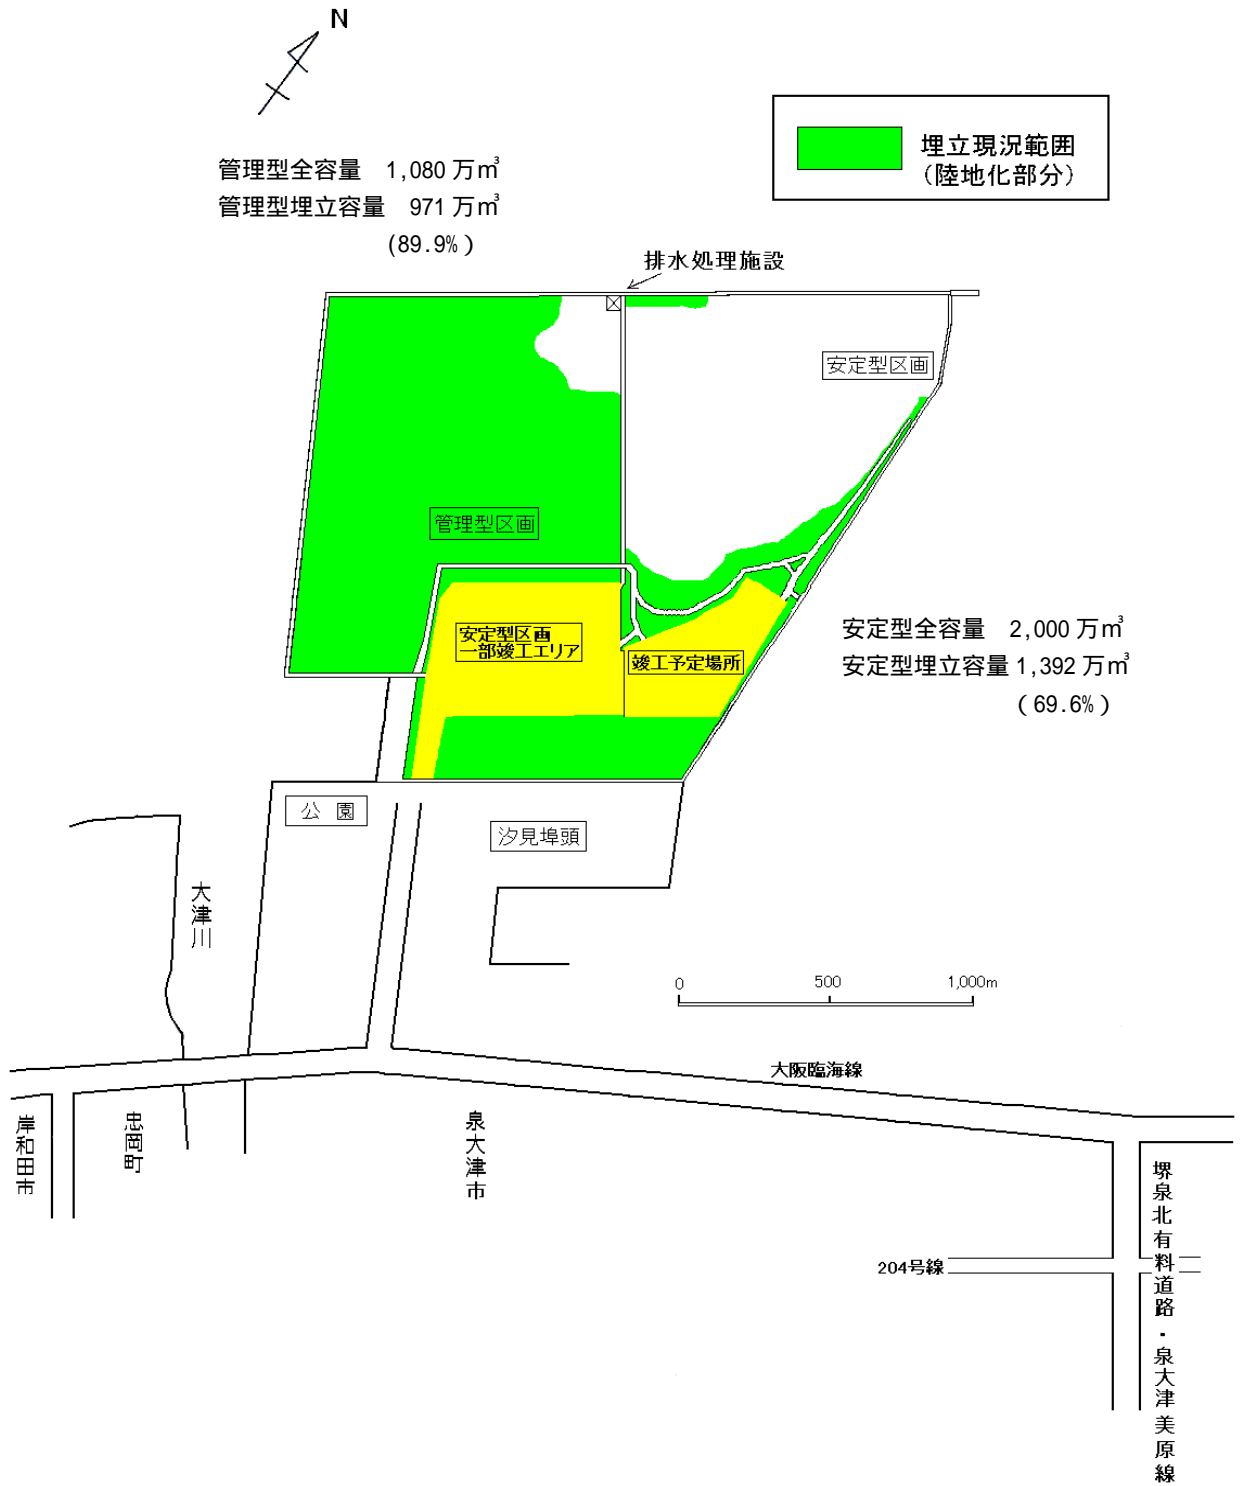 N
埋立現況範囲
(陸地化部分)
管理型全容量 1,080 万㎥
管理型埋立容量 971 万㎥
(89.9%)
排水処理施設
安定型区画
管理型区画
安定型区画
一部竣工エリア
竣工予定場所
安定型全容量 2,000 万㎥
安定型埋立容量 1,392 万㎥
(69.6%)
公園
汐見埠頭
大津川
0 500 1,000m
大阪臨海線
岸和田市
忠岡町
泉大津市
堺泉北有料道路・泉大津美原線
204号線